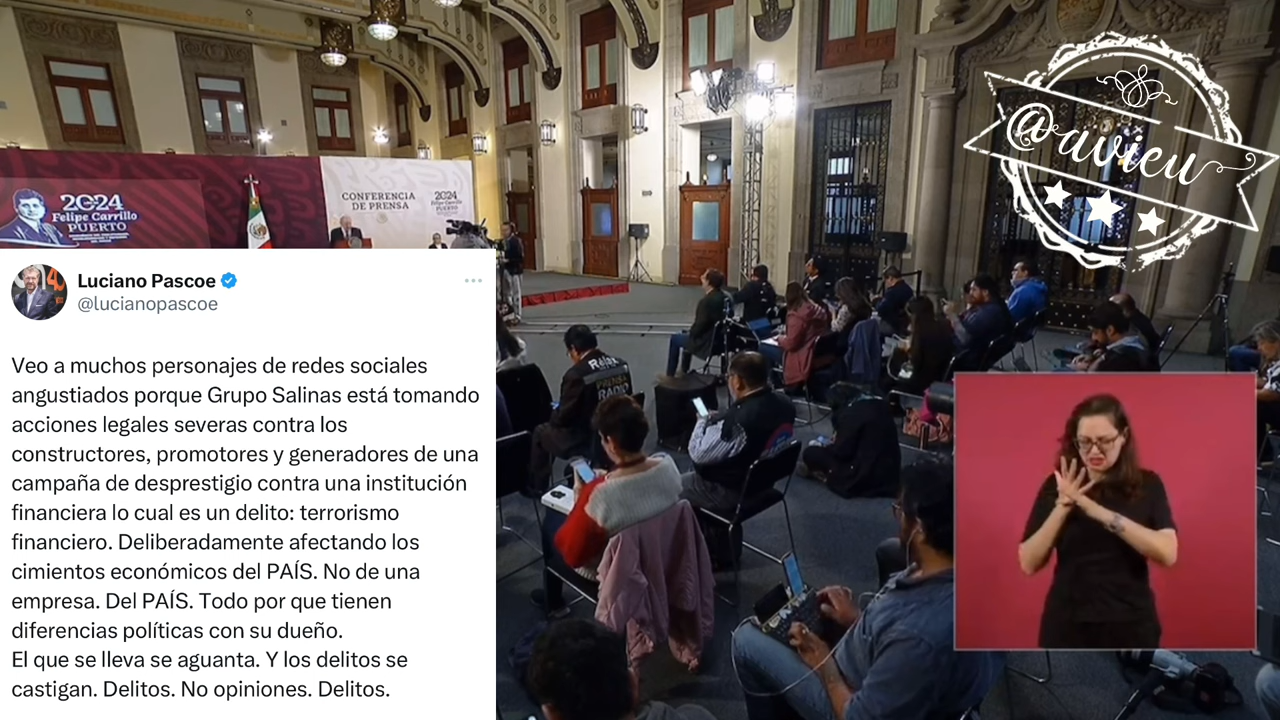 2024
Felipe Carrillo
PUERTO
CONFERENCIA
DE PRENSA
2024
Felipe Carrillo
PUERTO
@avieu
Luciano Pascoe
@lucianopascoe
Veo a muchos personajes de redes sociales
angustiados porque Grupo Salinas está tomando
acciones legales severas contra los
constructores, promotores y generadores de una
campaña de desprestigio contra una institución
financiera lo cual es un delito: terrorismo
financiero. Deliberadamente afectando los
cimientos económicos del PAÍS. No de una
empresa. Del PAÍS. Todo por que tienen
diferencias políticas con su dueño.
El que se lleva se aguanta. Y los delitos se
castigan. Delitos. No opiniones. Delitos.
PRENSA
RADIO